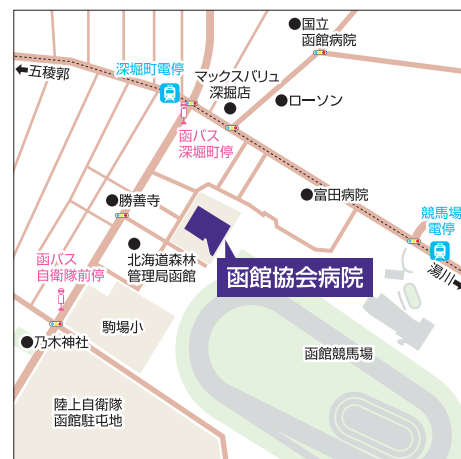 国立
函館病院
五稜郭
深堀町電停
マックスバリュ
深掘店
ローソン
函バス
深堀町停
勝善寺
富田病院
競馬場
電停
湯川
函バス
自衛隊前停
北海道森林
管理局函館
函館協会病院
駒場小
乃木神社
函館競馬場
陸上自衛隊
函館駐屯地